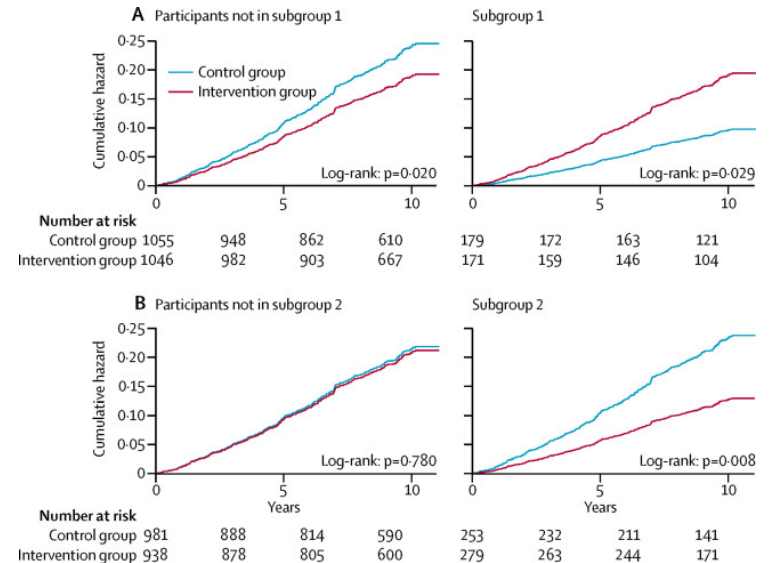 A Participants not in subgroup 1
Subgroup 1
0·25
0·20
0·15
0·10
0·05
0
Cumulative hazard
Control group
Intervention group
Log-rank: p=0·020
Log-rank: p=0·029
0 5 10 0 5 10
Number at risk
Control group 1055 948 862 610 179 172 163 121
Intervention group 1046 982 903 667 171 159 146 104
B Participants not in subgroup 2
Subgroup 2
0·25
0·20
0·15
0·10
0·05
0
Cumulative hazard
Log-rank: p=0·780
Log-rank: p=0·008
0 5 10 0 5 10
Years Years
Number at risk
Control group 981 888 814 590 253 232 211 141
Intervention group 938 878 805 600 279 263 244 171